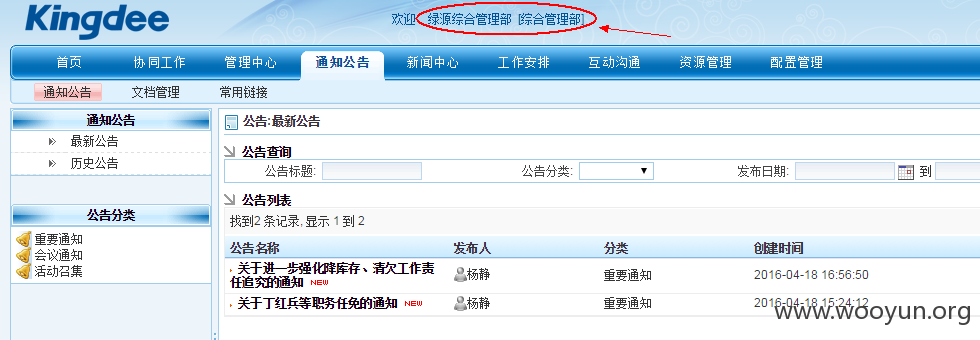 Kingdee
欢迎 绿源综合管理部 [综合管理部]
首页 协同工作 管理中心 通知公告 新闻中心 工作安排 互动沟通 资源管理 配置管理
通知公告 文档管理 常用链接
通知公告
最新公告
历史公告
公告分类
重要通知
会议通知
活动召集
公告:最新公告
公告查询
公告标题: 公告分类: 发布日期: 到
公告列表
找到2 条记录, 显示 1 到 2
公告名称 发布人 分类 创建时间
关于进一步强化降库存、清欠工作责
任追究的通知 NEW 杨静 重要通知 2016-04-18 16:56:50
关于丁红兵等职务任免的通知 NEW 杨静 重要通知 2016-04-18 15:24:12
www.wooyun.org